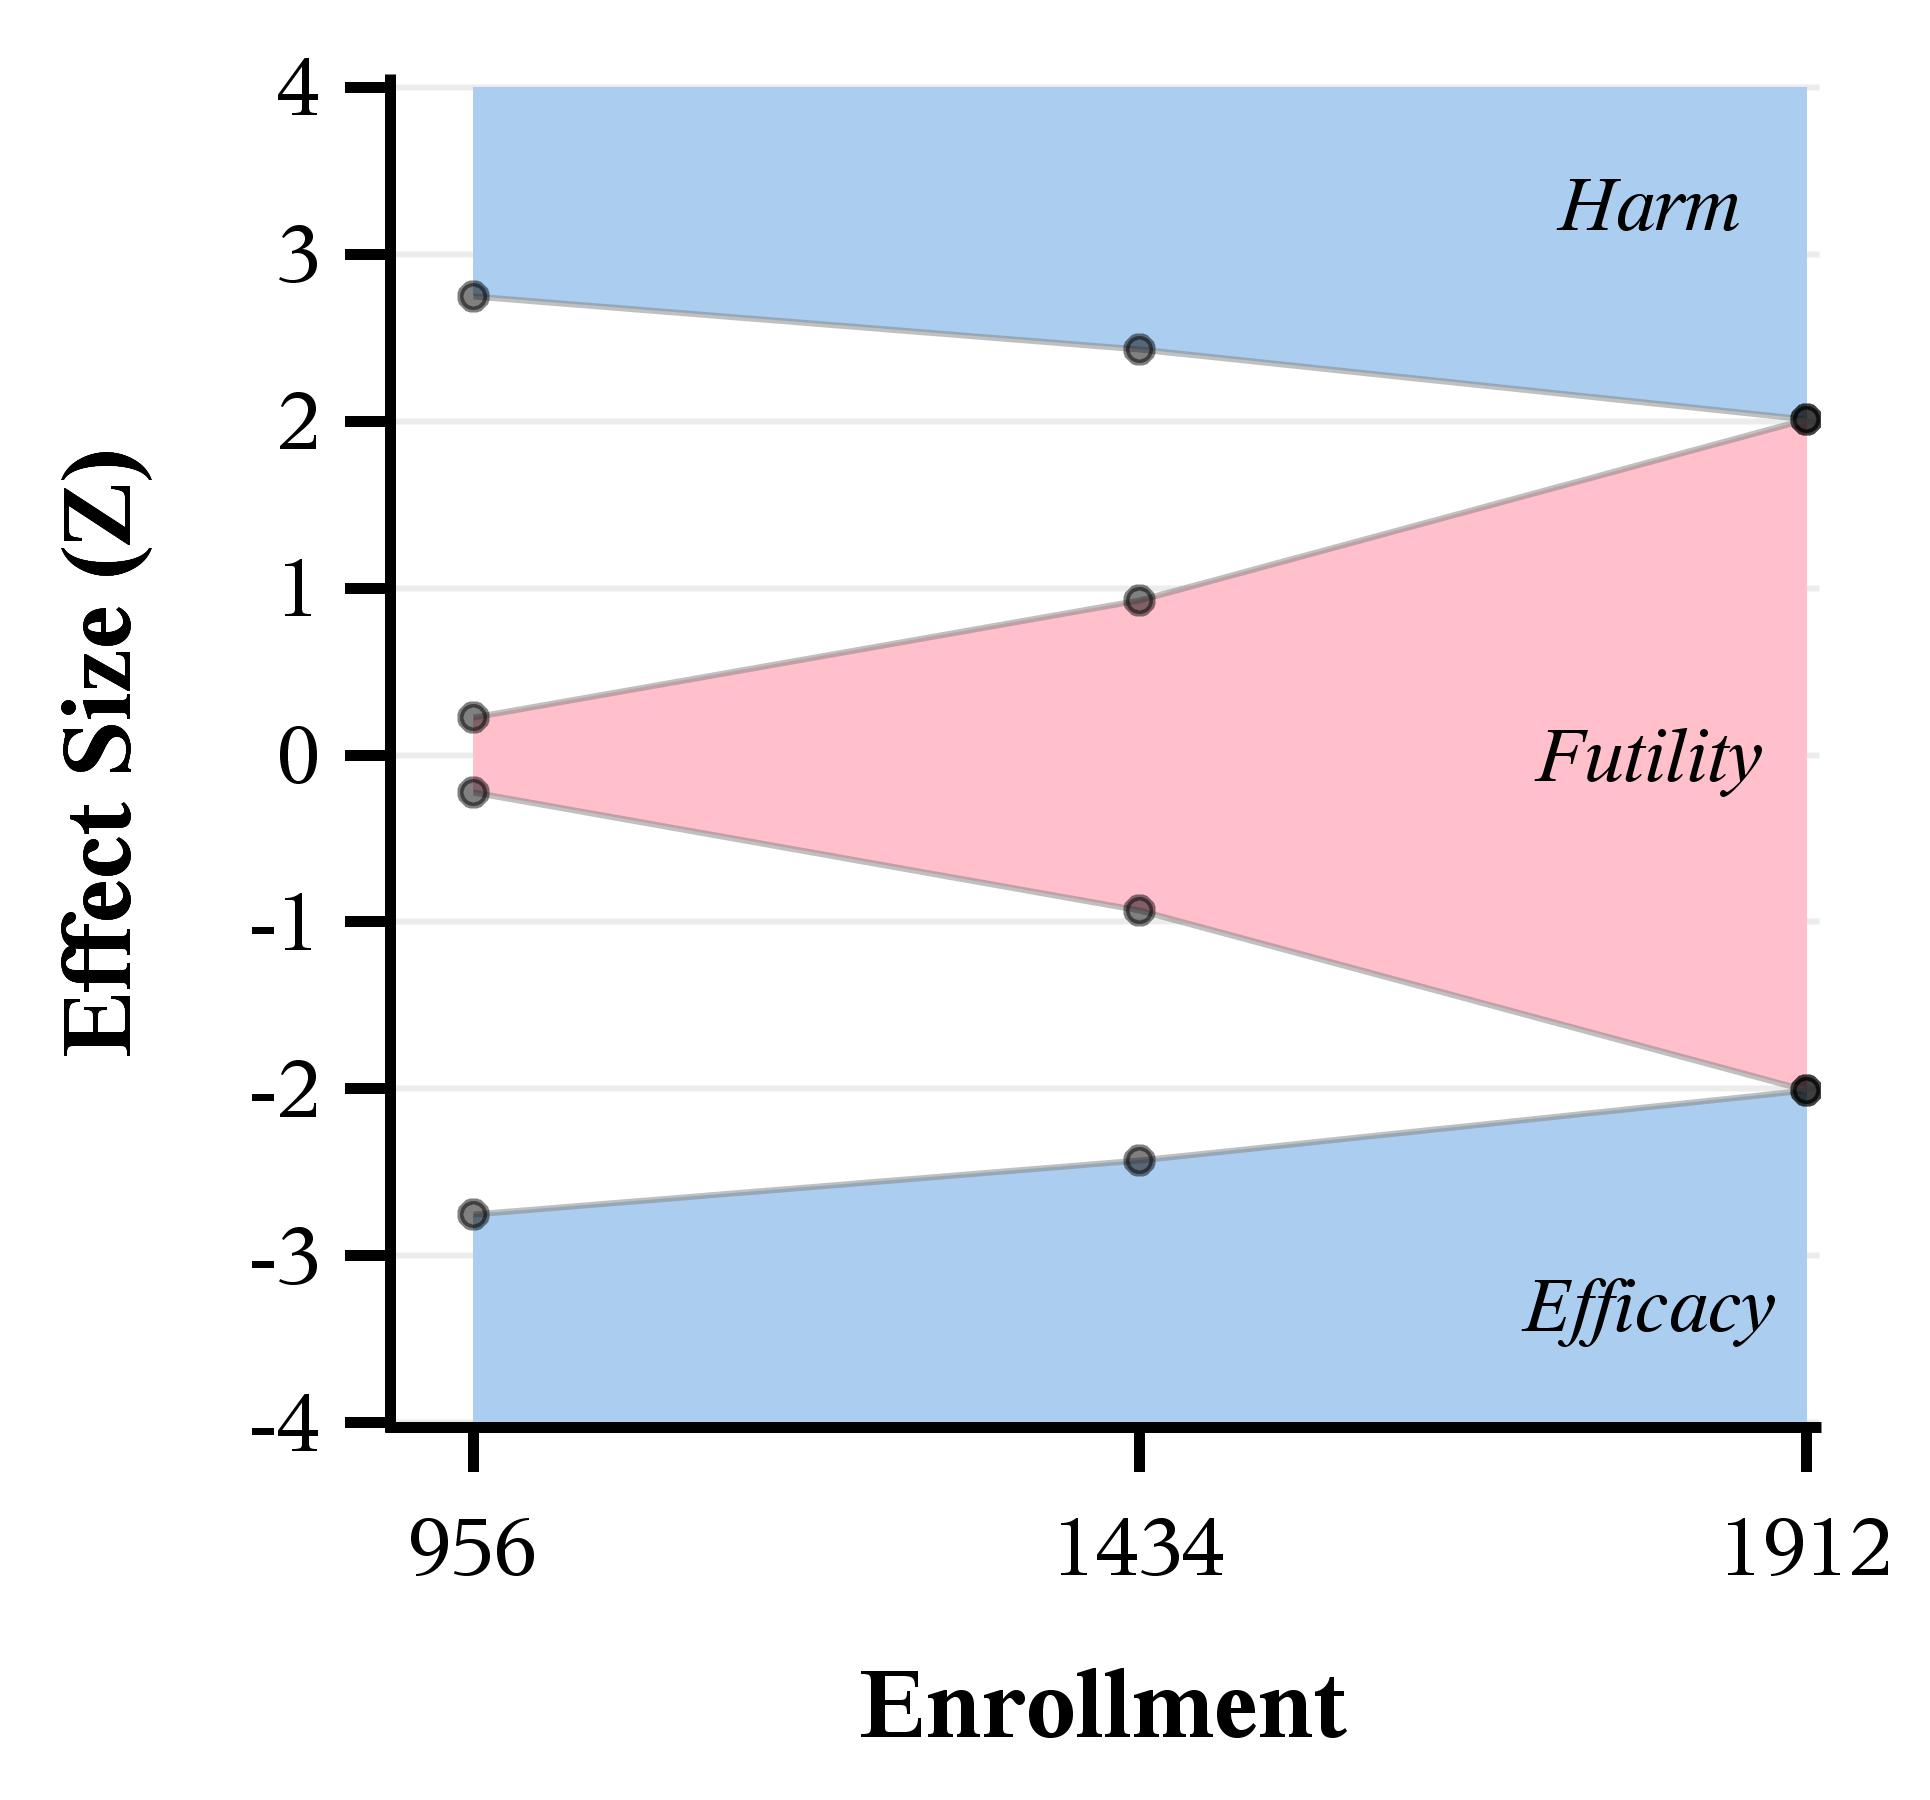 4
3
2
1
0
-1
-2
-3
-4
Effect Size (Z)
Harm
Futility
Efficacy
956 1434 1912
Enrollment